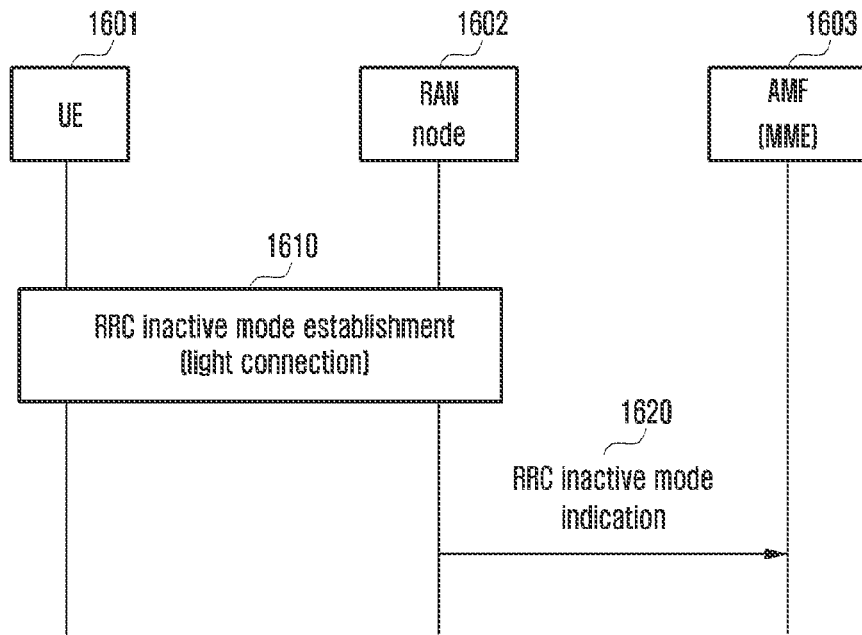 1601
1602
1603
UE
RAN
node
AMF
(MME)
1610
RRC inactive mode establishment
(light connection)
1620
RRC inactive mode
indication